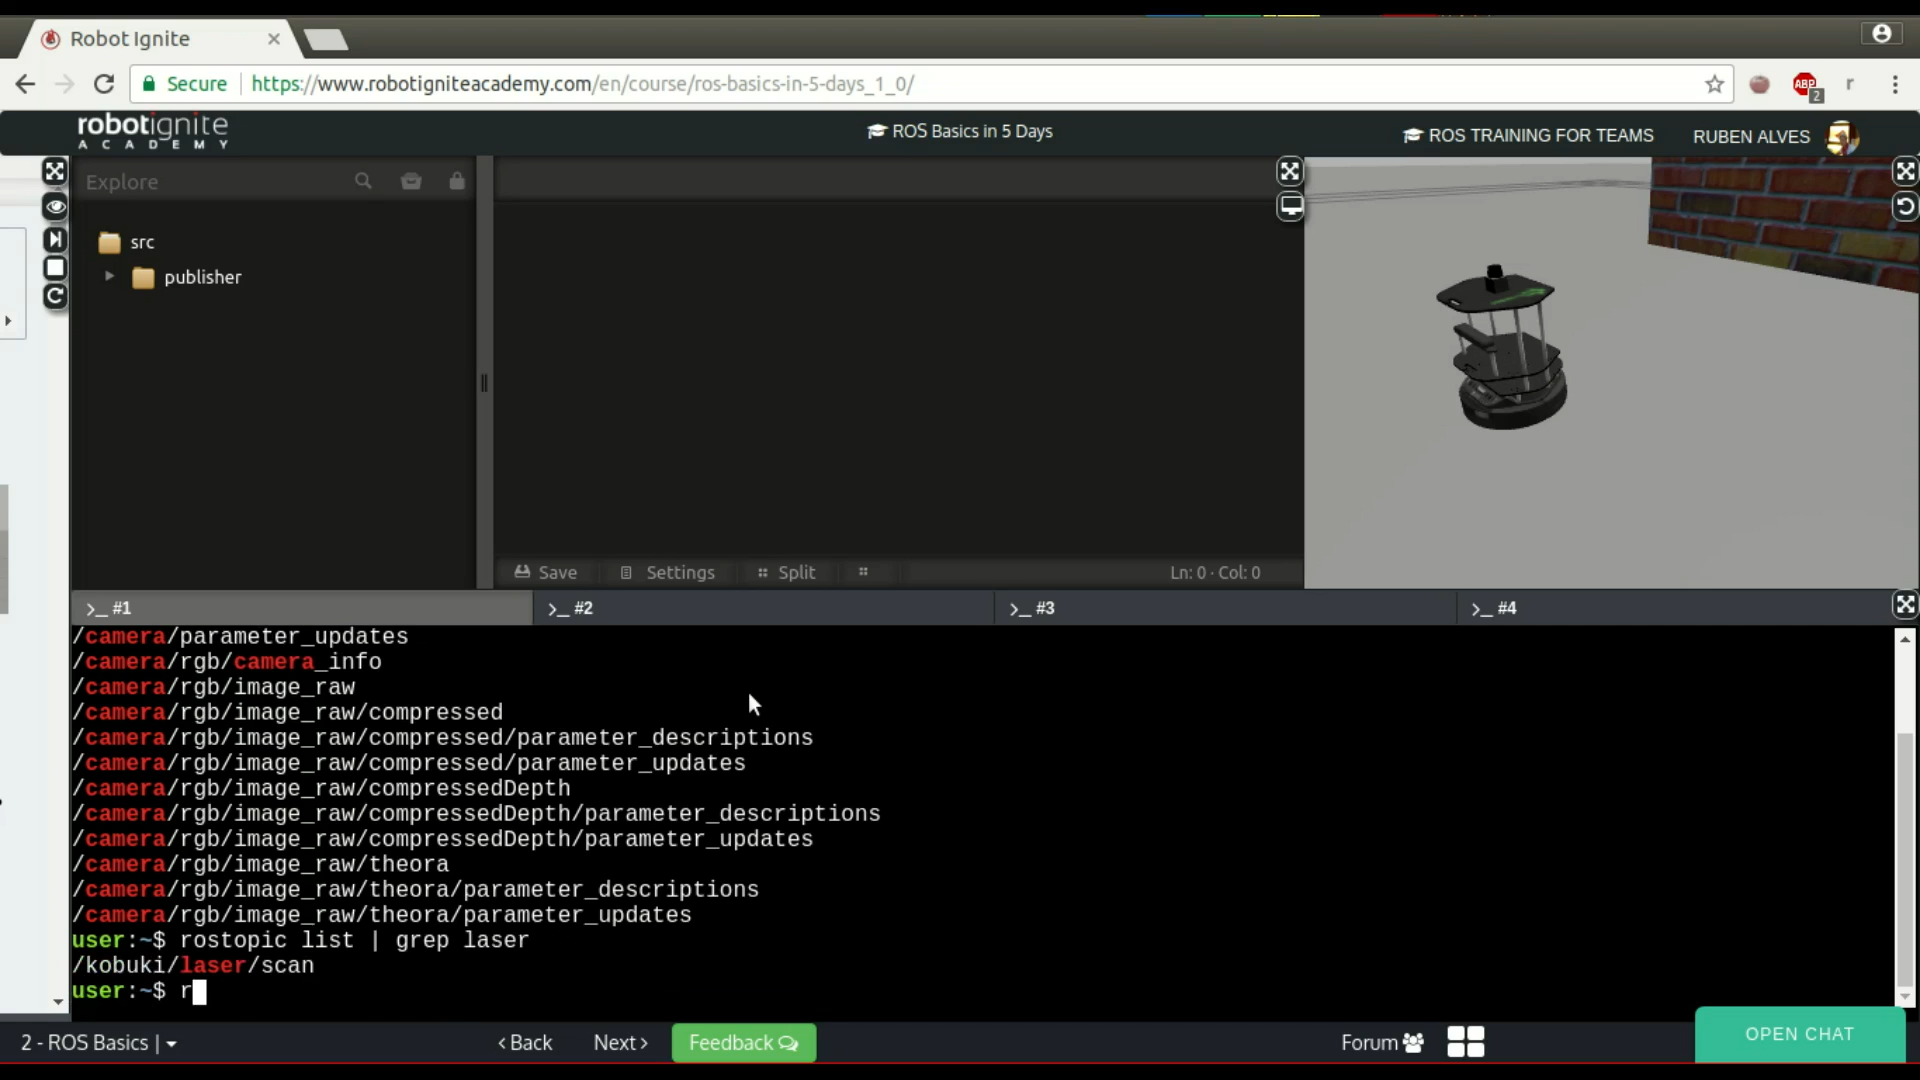 Robot Ignite
Secure https://www.robotigniteacademy.com/en/course/ros-basics-in-5-days_1_0/
ABP
2
r
robotignite
ACADEMY
ROS Basics in 5 Days
ROS TRAINING FOR TEAMS
RUBEN ALVES
Explore
src
publisher
Save
Settings
Split
Ln: 0 · Col: 0
>_ #1
>_ #2
>_ #3
>_ #4
/camera/parameter_updates
/camera/rgb/camera_info
/camera/rgb/image_raw
/camera/rgb/image_raw/compressed
/camera/rgb/image_raw/compressed/parameter_descriptions
/camera/rgb/image_raw/compressed/parameter_updates
/camera/rgb/image_raw/compressedDepth
/camera/rgb/image_raw/compressedDepth/parameter_descriptions
/camera/rgb/image_raw/compressedDepth/parameter_updates
/camera/rgb/image_raw/theora
/camera/rgb/image_raw/theora/parameter_descriptions
/camera/rgb/image_raw/theora/parameter_updates
user:~$ rostopic list | grep laser
/kobuki/laser/scan
user:~$ r
2 - ROS Basics |
Back
Next
Feedback
Forum
OPEN CHAT